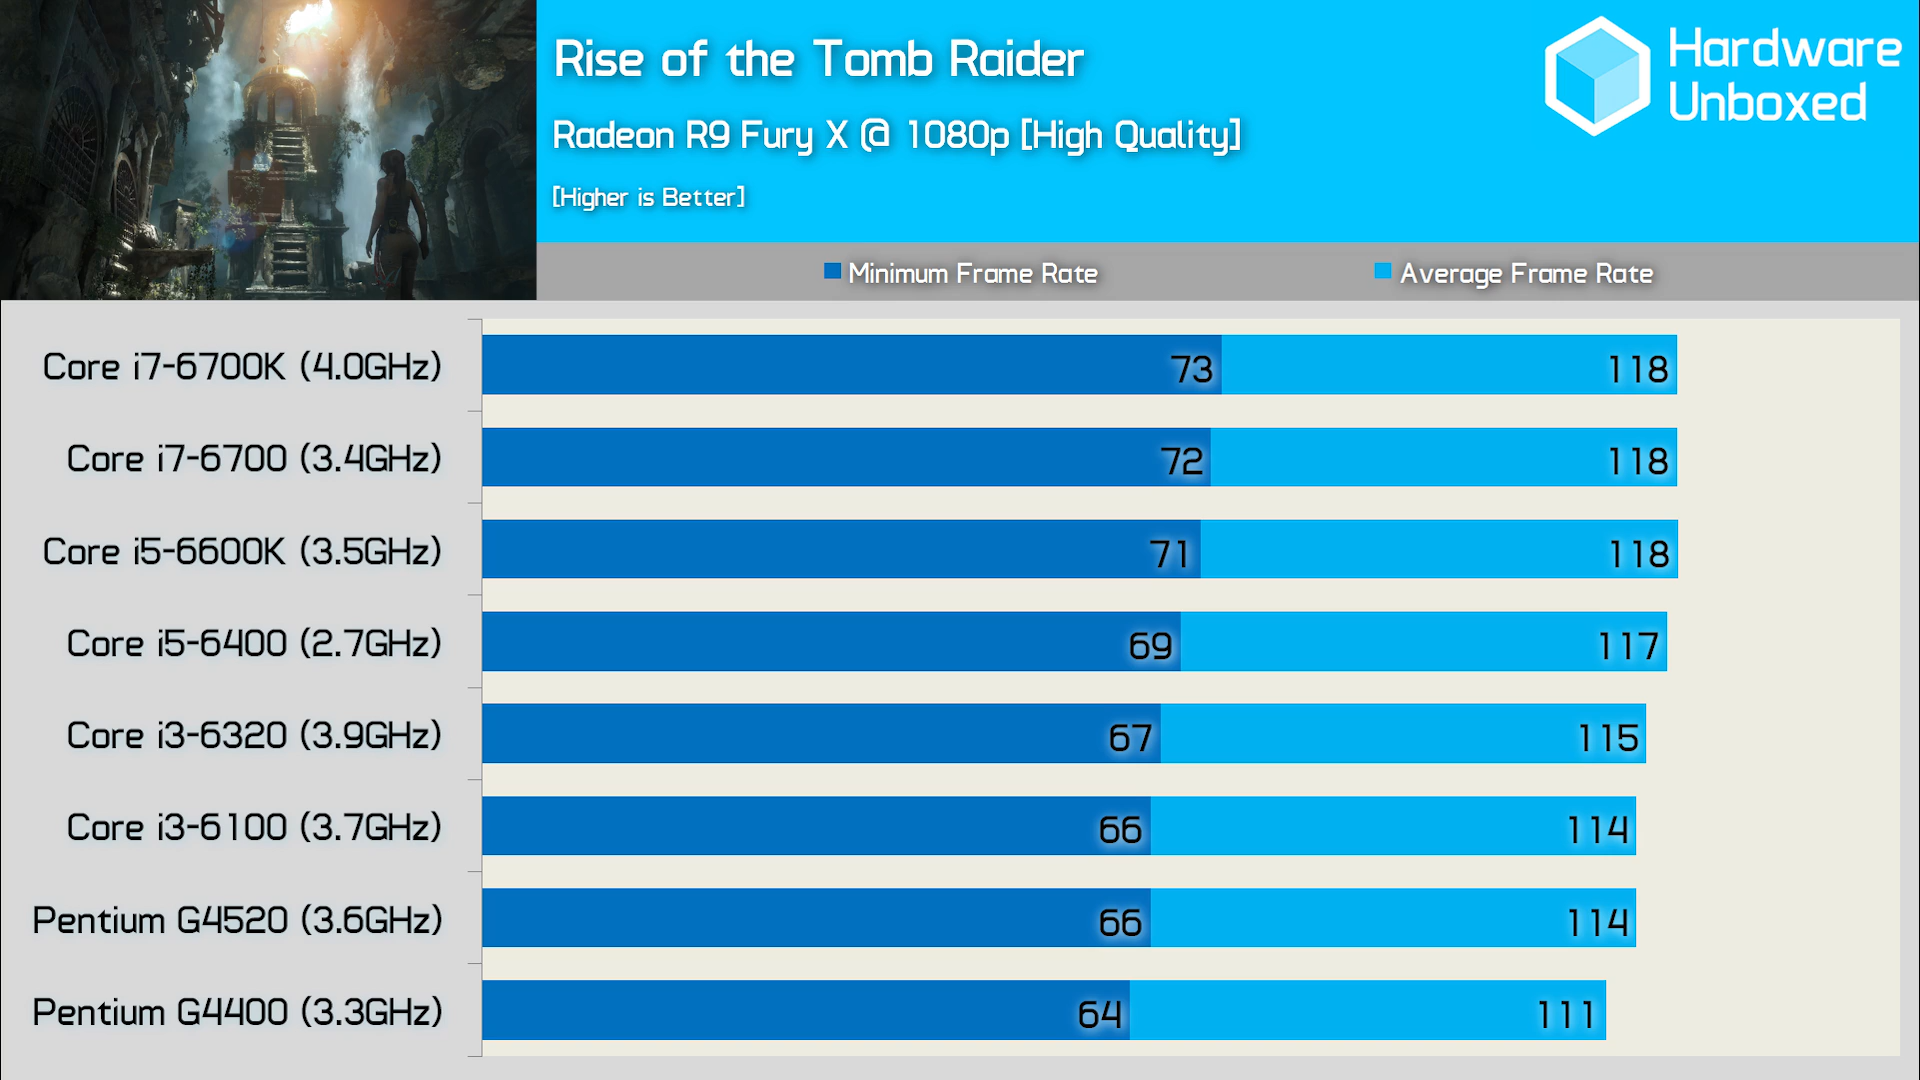 Rise of the Tomb Raider
Radeon R9 Fury X @ 1080p [High Quality]
[Higher is Better]
Hardware
Unboxed
Minimum Frame Rate
Average Frame Rate
Core i7-6700K (4.0GHz) 73 118
Core i7-6700 (3.4GHz) 72 118
Core i5-6600K (3.5GHz) 71 118
Core i5-6400 (2.7GHz) 69 117
Core i3-6320 (3.9GHz) 67 115
Core i3-6100 (3.7GHz) 66 114
Pentium G4520 (3.6GHz) 66 114
Pentium G4400 (3.3GHz) 64 111